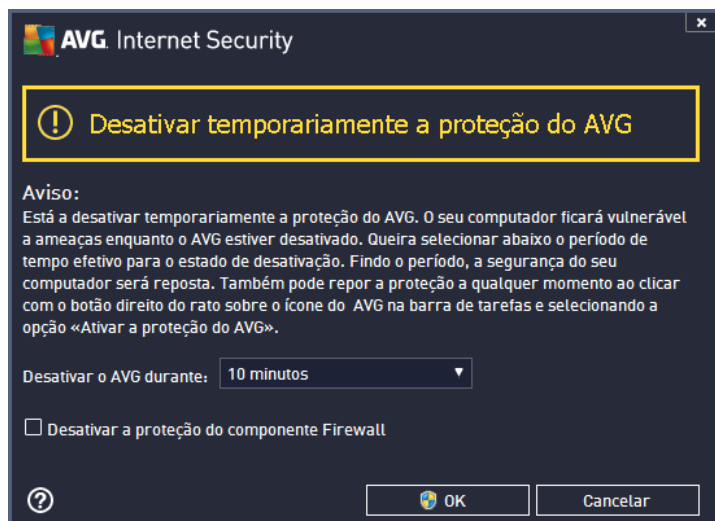 AVG. Internet Security
Desativar temporariamente a proteção do AVG
Aviso:
Está a desativar temporariamente a proteção do AVG. O seu computador ficará vulnerável
a ameaças enquanto o AVG estiver desativado. Queira selecionar abaixo o período de
tempo efetivo para o estado de desativação. Findo o período, a segurança do seu
computador será reposta. Também pode repor a proteção a qualquer momento ao clicar
com o botão direito do rato sobre o ícone do AVG na barra de tarefas e selecionando a
opção «Ativar a proteção do AVG».
Desativar o AVG durante: 10 minutos
Desativar a proteção do componente Firewall
OK Cancelar